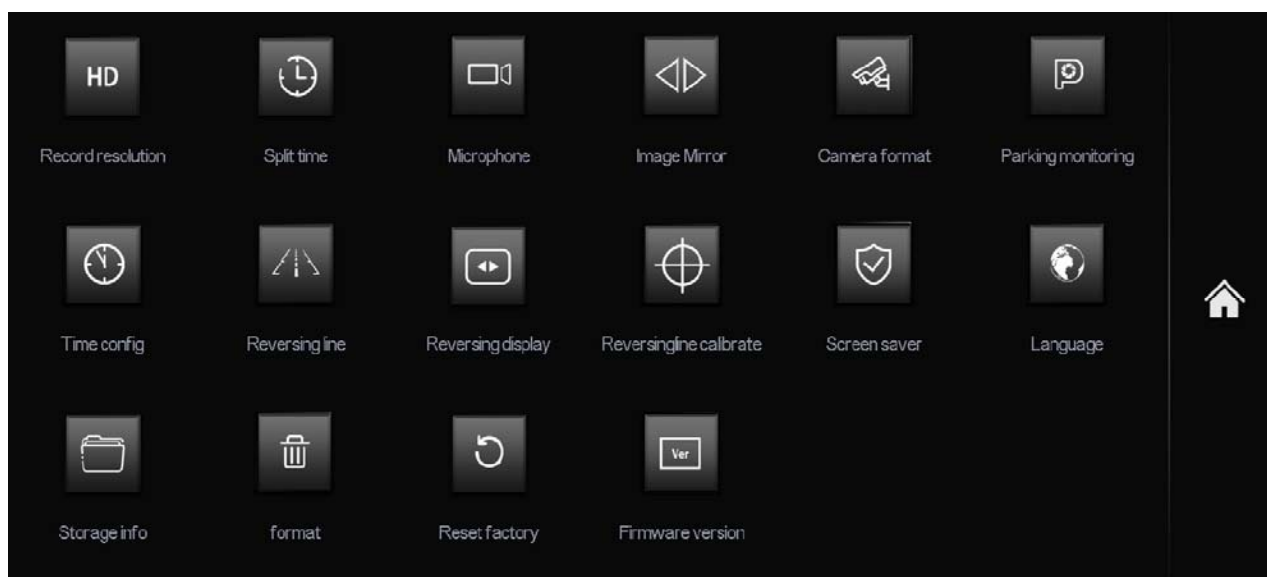 HD
Record resolution
Split time
Microphone
Image Mirror
Camera format
Parking monitoring
Time config
Reversing line
Reversing display
Reversingline calbrate
Screen saver
Language
Storage info
format
Reset factory
Ver
Firmware version